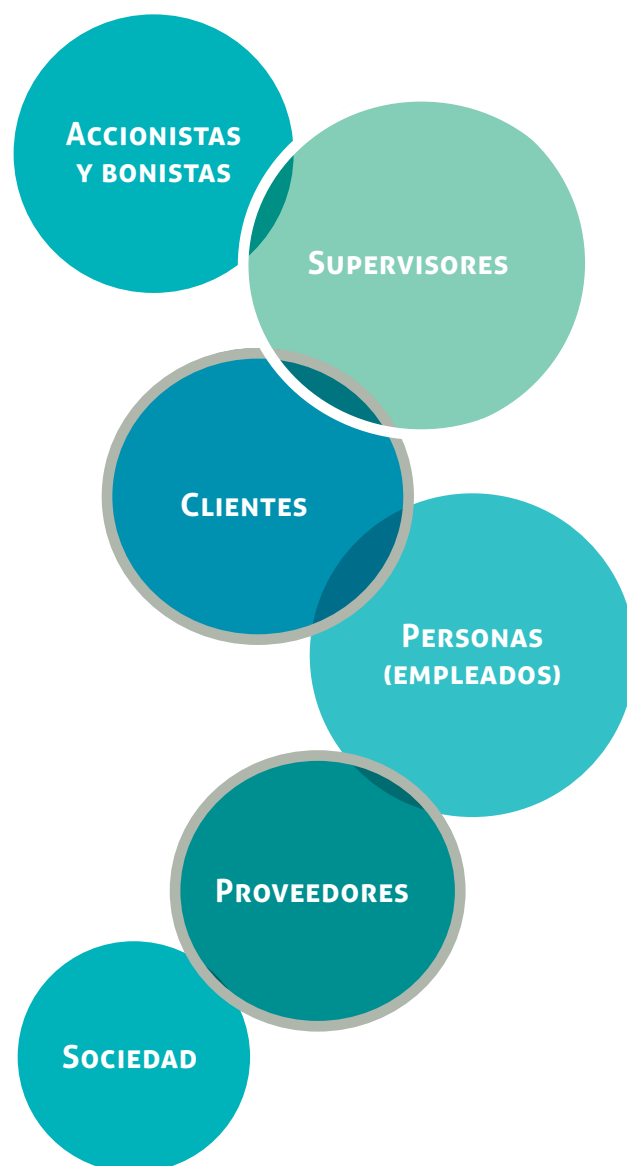 Accionistas
y bonistas
Supervisores
Clientes
Personas
(empleados)
Proveedores
Sociedad